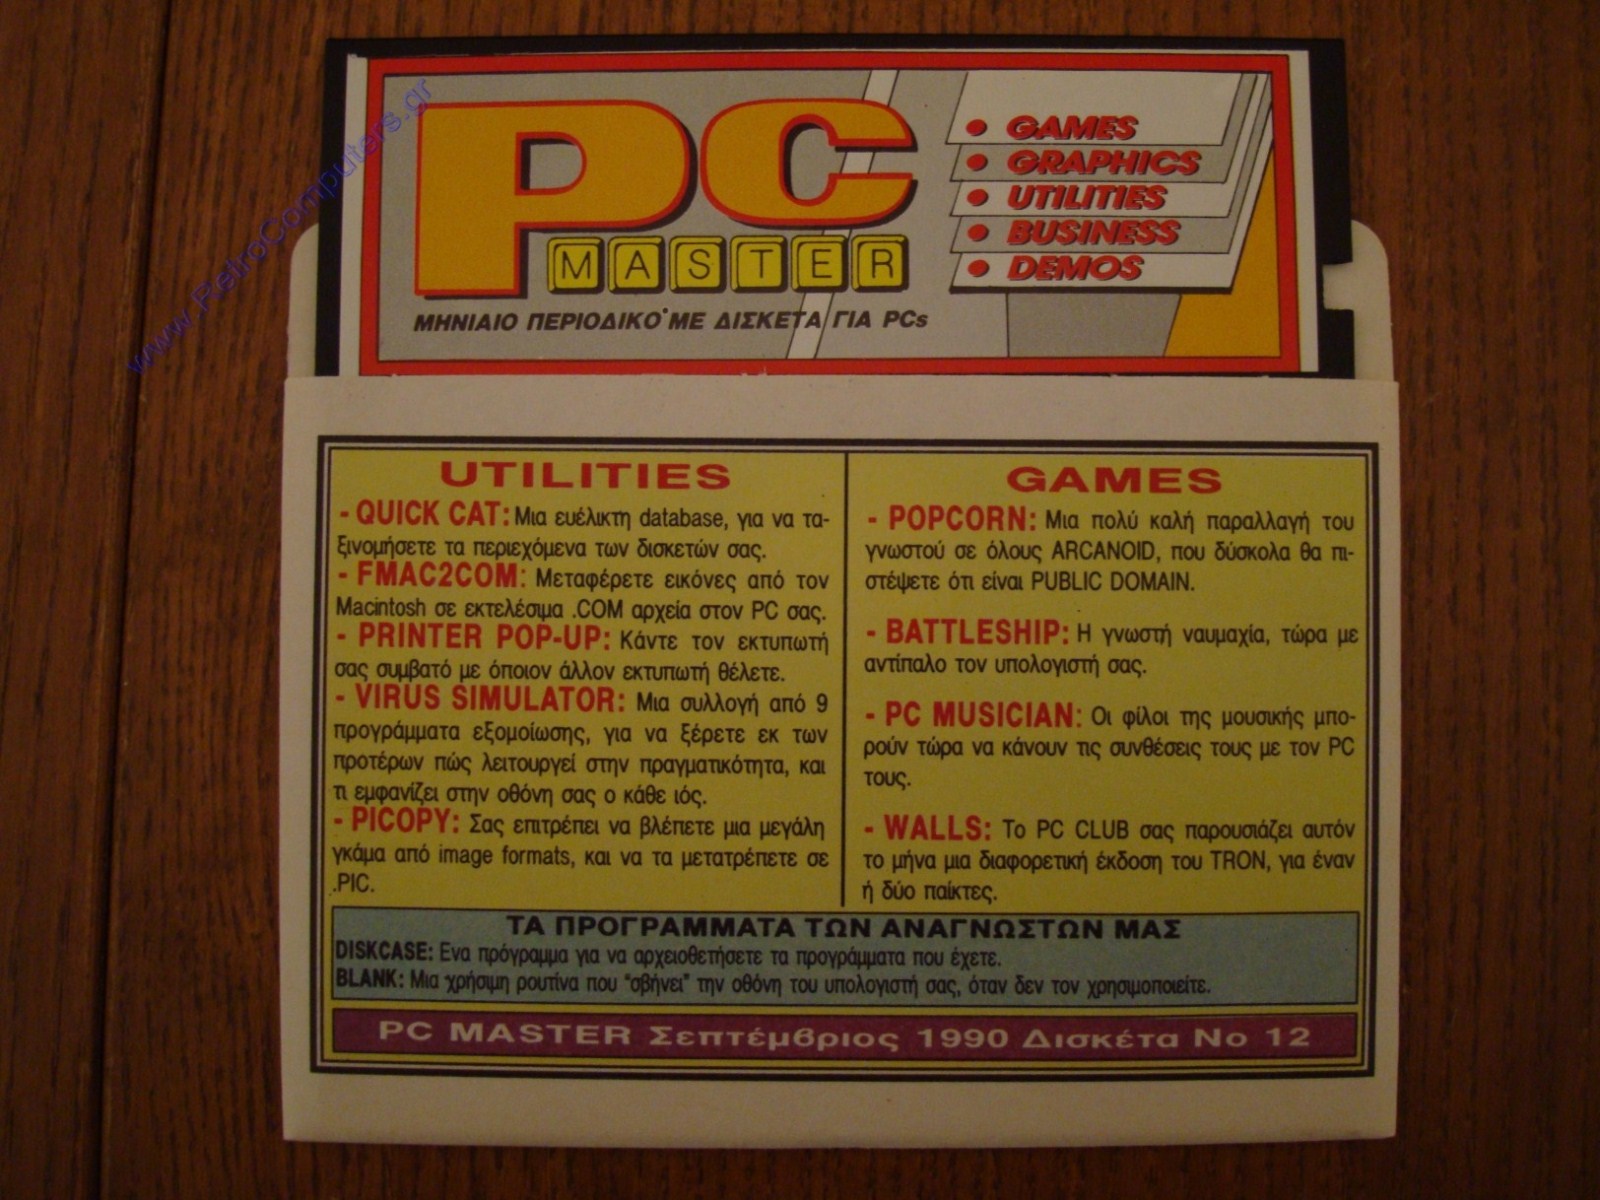 www.RetroComputers.gr
PC
MASTER
ΜΗΝΙΑΙΟ ΠΕΡΙΟΔΙΚΟ ΜΕ ΔΙΣΚΕΤΑ ΓΙΑ PCs
• GAMES
• GRAPHICS
• UTILITIES
• BUSINESS
• DEMOS
UTILITIES
- QUICK CAT: Μια ευέλικτη database, για να τα-
ξινομήσετε τα περιεχόμενα των δισκετών σας.
- FMAC2COM: Μεταφέρετε εικόνες από τον
Macintosh σε εκτελέσιμα .COM αρχεία στον PC σας.
- PRINTER POP-UP: Κάντε τον εκτυπωτή
σας συμβατό με όποιον άλλον εκτυπωτή θέλετε.
- VIRUS SIMULATOR: Μια συλλογή από 9
προγράμματα εξομοίωσης, για να ξέρετε εκ των
προτέρων πώς λειτουργεί στην πραγματικότητα, και
τι εμφανίζει στην οθόνη σας ο κάθε ιός.
- PICOPY: Σας επιτρέπει να βλέπετε μια μεγάλη
γκάμα από image formats, και να τα μετατρέπετε σε
.PIC.
GAMES
- POPCORN: Μια πολύ καλή παραλλαγή του
γνωστού σε όλους ARCANOID, που δύσκολα θα πι-
στέψετε ότι είναι PUBLIC DOMAIN.
- BATTLESHIP: Η γνωστή ναυμαχία, τώρα με
αντίπαλο τον υπολογιστή σας.
- PC MUSICIAN: Οι φίλοι της μουσικής μπο-
ρούν τώρα να κάνουν τις συνθέσεις τους με τον PC
τους.
- WALLS: Το PC CLUB σας παρουσιάζει αυτόν
το μήνα μια διαφορετική έκδοση του TRON, για έναν
ή δύο παίκτες.
ΤΑ ΠΡΟΓΡΑΜΜΑΤΑ ΤΩΝ ΑΝΑΓΝΩΣΤΩΝ ΜΑΣ
DISKCASE: Ενα πρόγραμμα για να αρχειοθετήσετε τα προγράμματα που έχετε.
BLANK: Μια χρήσιμη ρουτίνα που "σβήνει" την οθόνη του υπολογιστή σας, όταν δεν τον χρησιμοποιείτε.
PC MASTER Σεπτέμβριος 1990 Δισκέτα Νο 12